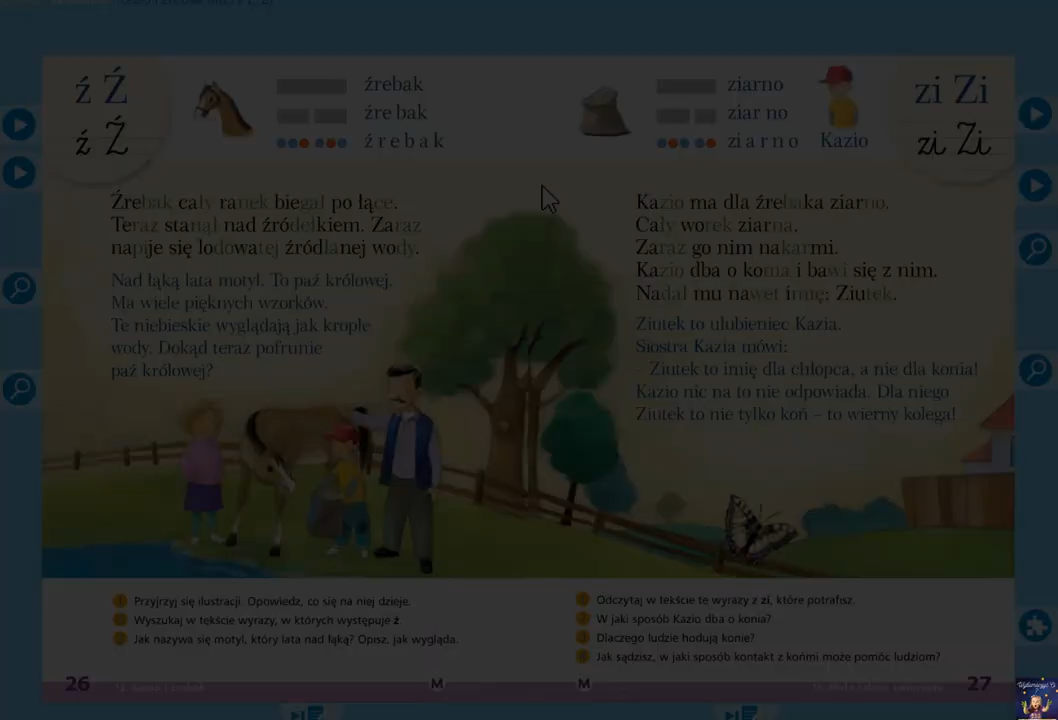 ź Ź
ź Ź
źrebak
źre bak
ź r e b a k
Źrebak cały ranek biegał po łące.
Teraz stanął nad źródełkiem. Zaraz
napije się lodowatej źródlanej wody.
Nad łąką lata motyl. To paź królowej.
Ma wiele pięknych wzorków.
Te niebieskie wyglądają jak krople
wody. Dokąd teraz pofrunie
paź królowej?
ziarno
ziar no
zi a r n o
Kazio
zi Zi
zi Zi
Kazio ma dla źrebaka ziarno.
Cały worek ziarna.
Zaraz go nim nakarmi.
Kazio dba o koma i bawi się z nim.
Nadał mu nawet imię: Ziutek.
Ziutek to ulubieniec Kazia.
Siostra Kazia mówi:
– Ziutek to imię dla chłopca, a nie dla konia!
Kazio nic na to nie odpowiada. Dla niego
Ziutek to nie tylko koń – to wierny kolega!
Przyjrzyj się ilustracji. Opowiedz, co się na niej dzieje.
Wyszukaj w tekście wyrazy, w których występuje ź.
Jak nazywa się motyl, który lata nad łąką? Opisz, jak wygląda.
Odczytaj w tekście te wyrazy z zi, które potrafisz.
W jaki sposób Kazio dba o konia?
Dlaczego ludzie hodują konie?
Jak sądzisz, w jaki sposób kontakt z końmi może pomóc ludziom?
26
M
M
27